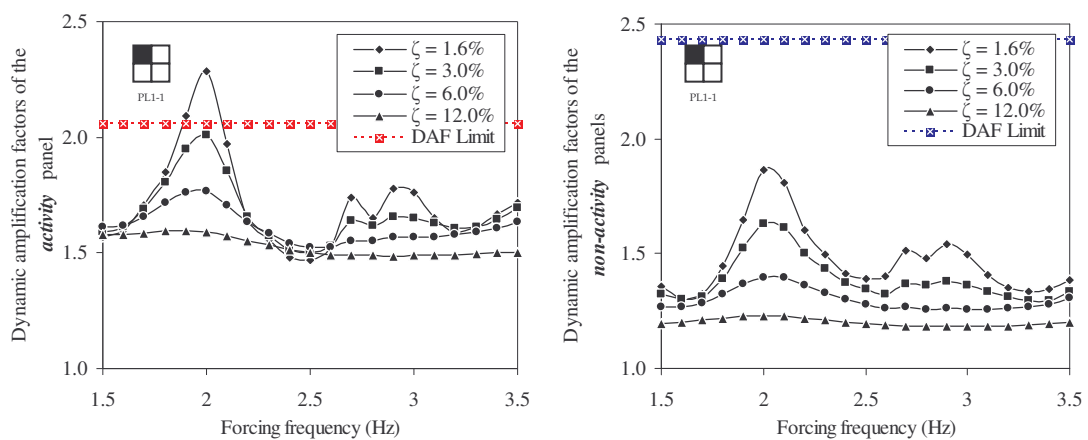 Dynamic amplification factors of the
activity panel
2.5
2.0
1.5
1.0
PL1-1
ζ = 1.6%
ζ = 3.0%
ζ = 6.0%
ζ = 12.0%
DAF Limit
1.5 2 2.5 3 3.5
Forcing frequency (Hz)
Dynamic amplification factors of the
non-activity panels
2.5
2.0
1.5
1.0
PL1-1
ζ = 1.6%
ζ = 3.0%
ζ = 6.0%
ζ = 12.0%
DAF Limit
1.5 2 2.5 3 3.5
Forcing frequency (Hz)